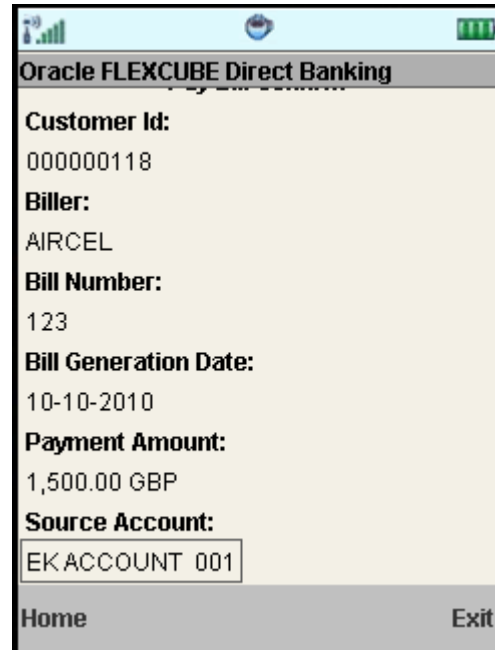 Oracle FLEXCUBE Direct Banking
Customer Id:
000000118
Biller:
AIRCEL
Bill Number:
123
Bill Generation Date:
10-10-2010
Payment Amount:
1,500.00 GBP
Source Account:
EK ACCOUNT 001
Home Exit